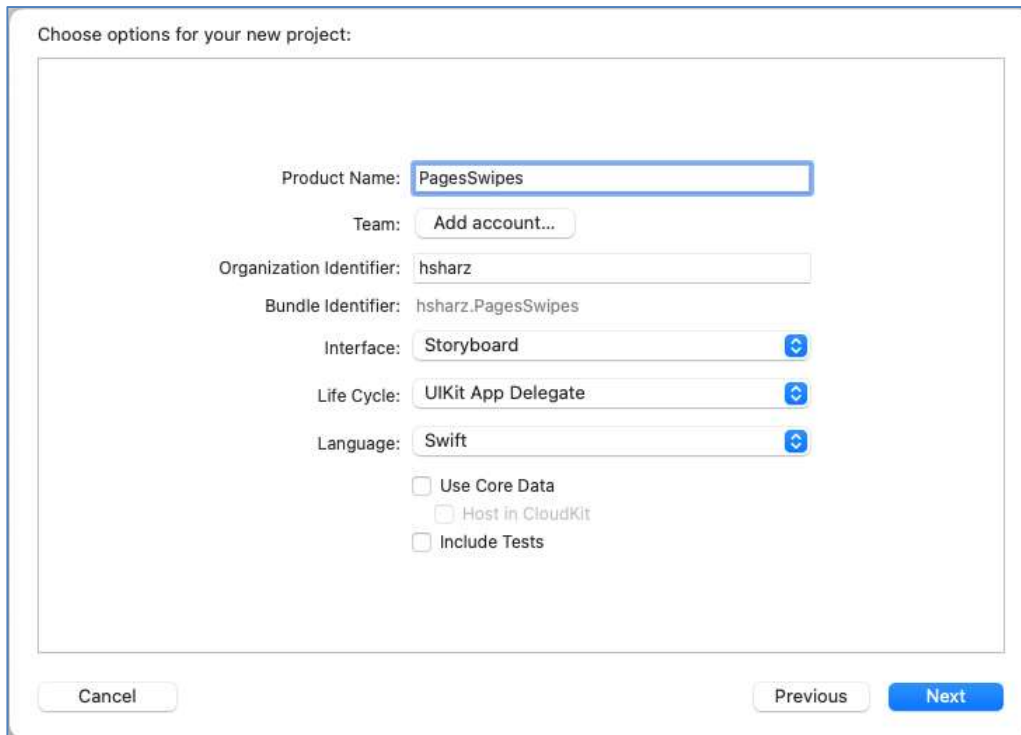 Choose options for your new project:
Product Name: PagesSwipes
Team: Add account...
Organization Identifier: hsharz
Bundle Identifier: hsharz.PagesSwipes
Interface: Storyboard
Life Cycle: UIKit App Delegate
Language: Swift
Use Core Data
Host in CloudKit
Include Tests
Cancel Previous Next